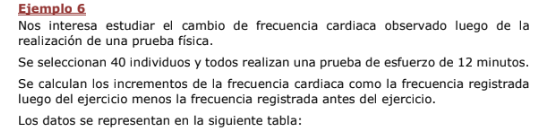 Ejemplo 6
Nos interesa estudiar el cambio de frecuencia cardiaca observado luego de la
realización de una prueba física.
Se seleccionan 40 individuos y todos realizan una prueba de esfuerzo de 12 minutos.
Se calculan los incrementos de la frecuencia cardiaca como la frecuencia registrada
luego del ejercicio menos la frecuencia registrada antes del ejercicio.
Los datos se representan en la siguiente tabla: